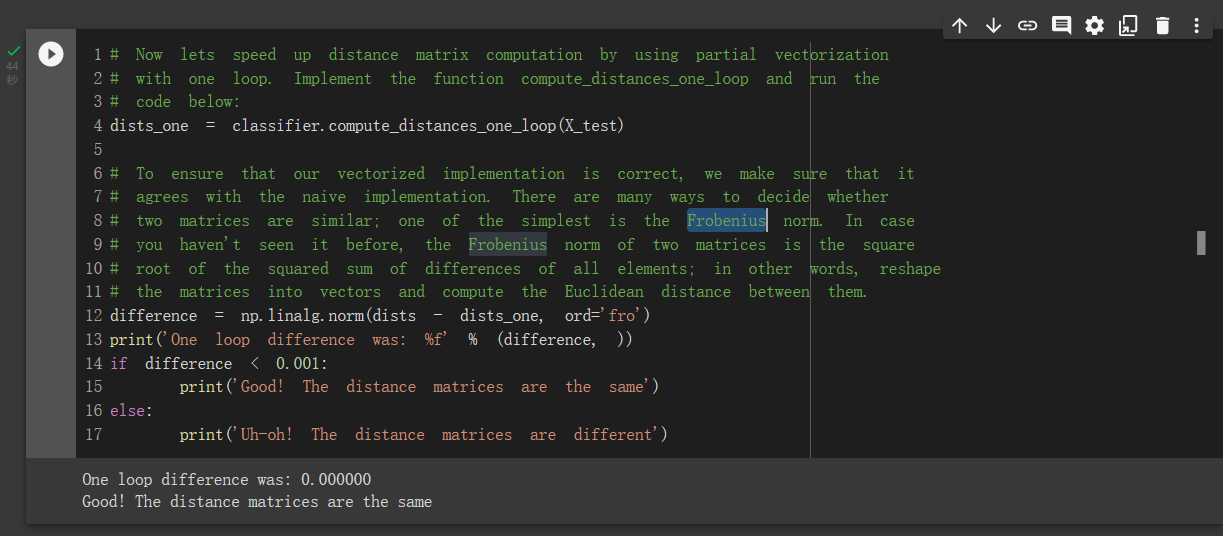 44
秒
1 # Now lets speed up distance matrix computation by using partial vectorization
2 # with one loop. Implement the function compute_distances_one_loop and run the
3 # code below:
4 dists_one = classifier.compute_distances_one_loop(X_test)
5
6 # To ensure that our vectorized implementation is correct, we make sure that it
7 # agrees with the naive implementation. There are many ways to decide whether
8 # two matrices are similar; one of the simplest is the Frobenius norm. In case
9 # you haven't seen it before, the Frobenius norm of two matrices is the square
10 # root of the squared sum of differences of all elements; in other words, reshape
11 # the matrices into vectors and compute the Euclidean distance between them.
12 difference = np.linalg.norm(dists - dists_one, ord='fro')
13 print('One loop difference was: %f' % (difference, ))
14 if difference < 0.001:
15 print('Good! The distance matrices are the same')
16 else:
17 print('Uh-oh! The distance matrices are different')
One loop difference was: 0.000000
Good! The distance matrices are the same